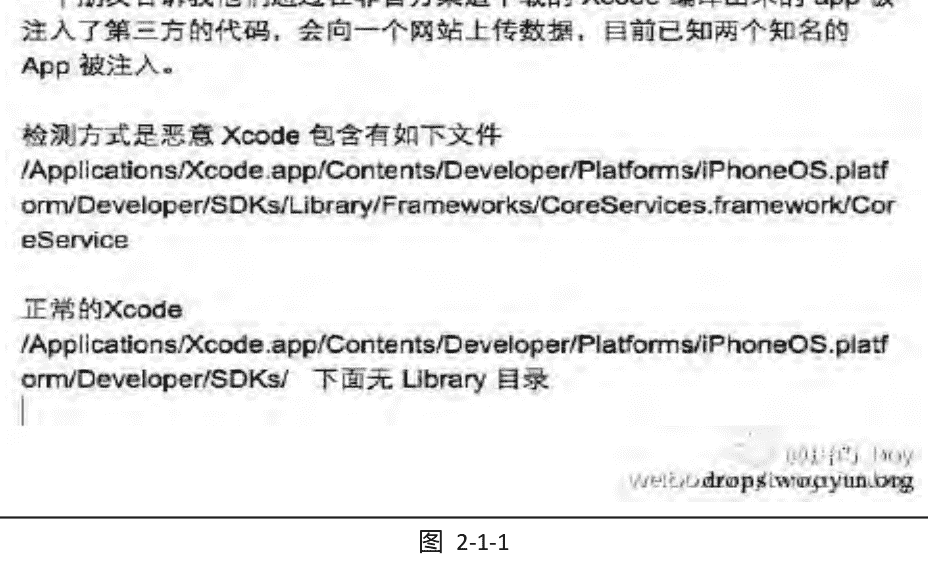 注入了第三方的代码，会向一个网站上传数据，目前已知两个知名的
App 被注入。
检测方式是恶意 Xcode 包含有如下文件
/Applications/Xcode.app/Contents/Developer/Platforms/iPhoneOS.platf
orm/Developer/SDKs/Library/Frameworks/CoreServices.framework/Cor
eService
正常的Xcode
/Applications/Xcode.app/Contents/Developer/Platforms/iPhoneOS.platf
orm/Developer/SDKs/ 下面无 Library 目录
图 2-1-1